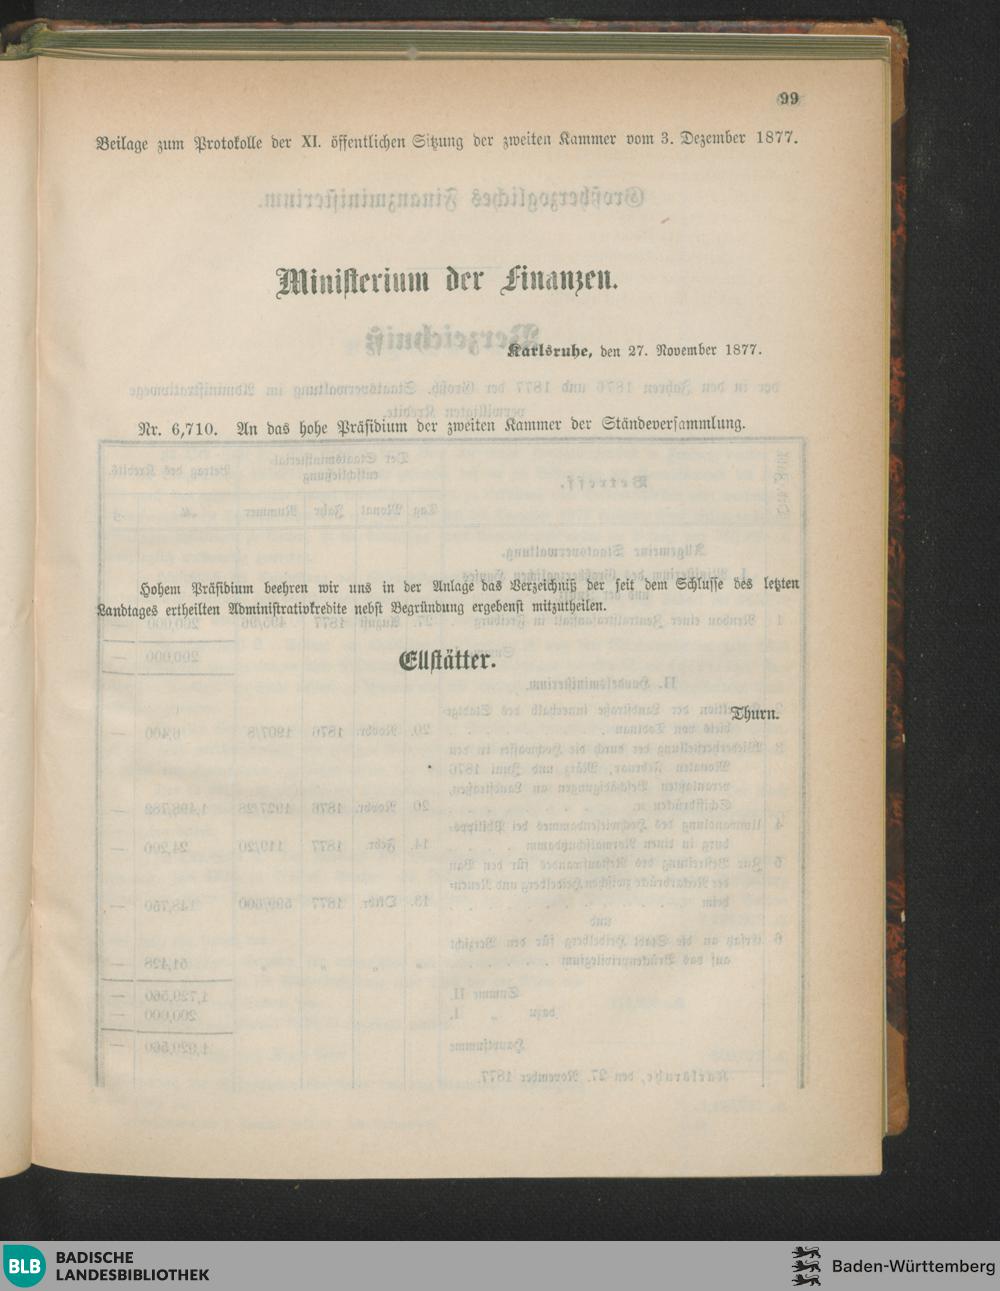 99
Beilage zum Protokolle der XI. öffentlichen Sitzung der zweiten Kammer vom 3. Dezember 1877.
Ministerium der Finanzen.
Karlsruhe, den 27. November 1877.
Nr. 6,710. An das hohe Präsidium der zweiten Kammer der Ständeversammlung.
Hohem Präsidium beehren wir uns in der Anlage das Verzeichniß der seit dem Schlusse des letzten
Landtages ertheilten Administrativkredite nebst Begründung ergebenst mitzutheilen.
Ellstätter.
Thurn.
BLB BADISCHE
LANDESBIBLIOTHEK
Baden-Württemberg